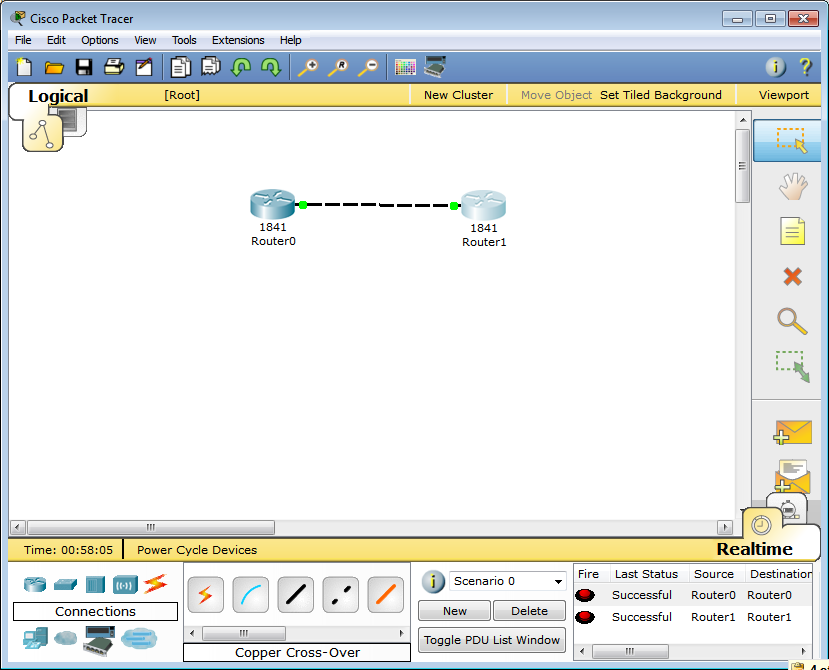 Cisco Packet Tracer
File Edit Options View Tools Extensions Help
Logical [Root] New Cluster Move Object Set Tiled Background Viewport
1841
Router0
1841
Router1
Time: 00:58:05 Power Cycle Devices Realtime
Connections
Copper Cross-Over
Scenario 0
New Delete
Toggle PDU List Window
Fire Last Status Source Destination
Successful Router0 Router0
Successful Router1 Router1